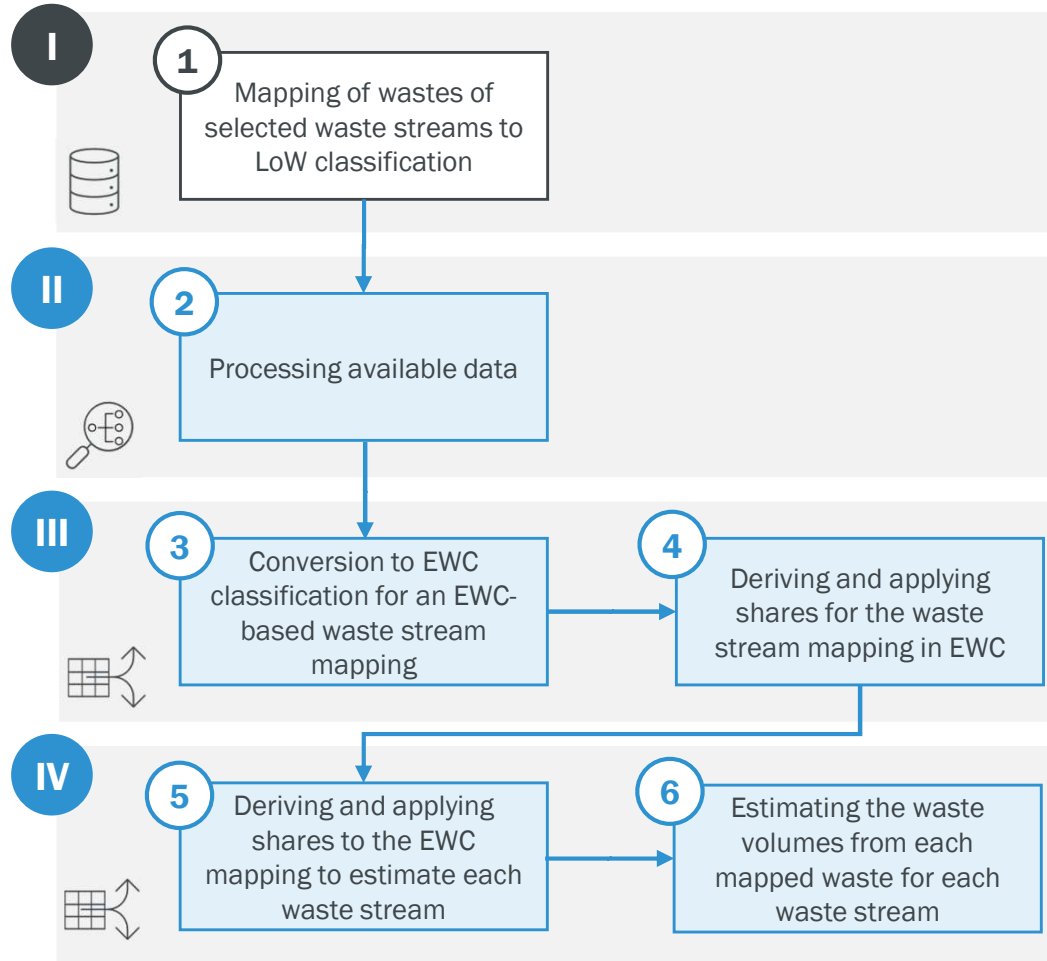 I
1
Mapping of wastes of
selected waste streams to
LoW classification
II
2
Processing available data
III
3
Conversion to EWC
classification for an EWC-
based waste stream
mapping
4
Deriving and applying
shares for the waste
stream mapping in EWC
IV
5
Deriving and applying
shares to the EWC
mapping to estimate each
waste stream
6
Estimating the waste
volumes from each
mapped waste for each
waste stream